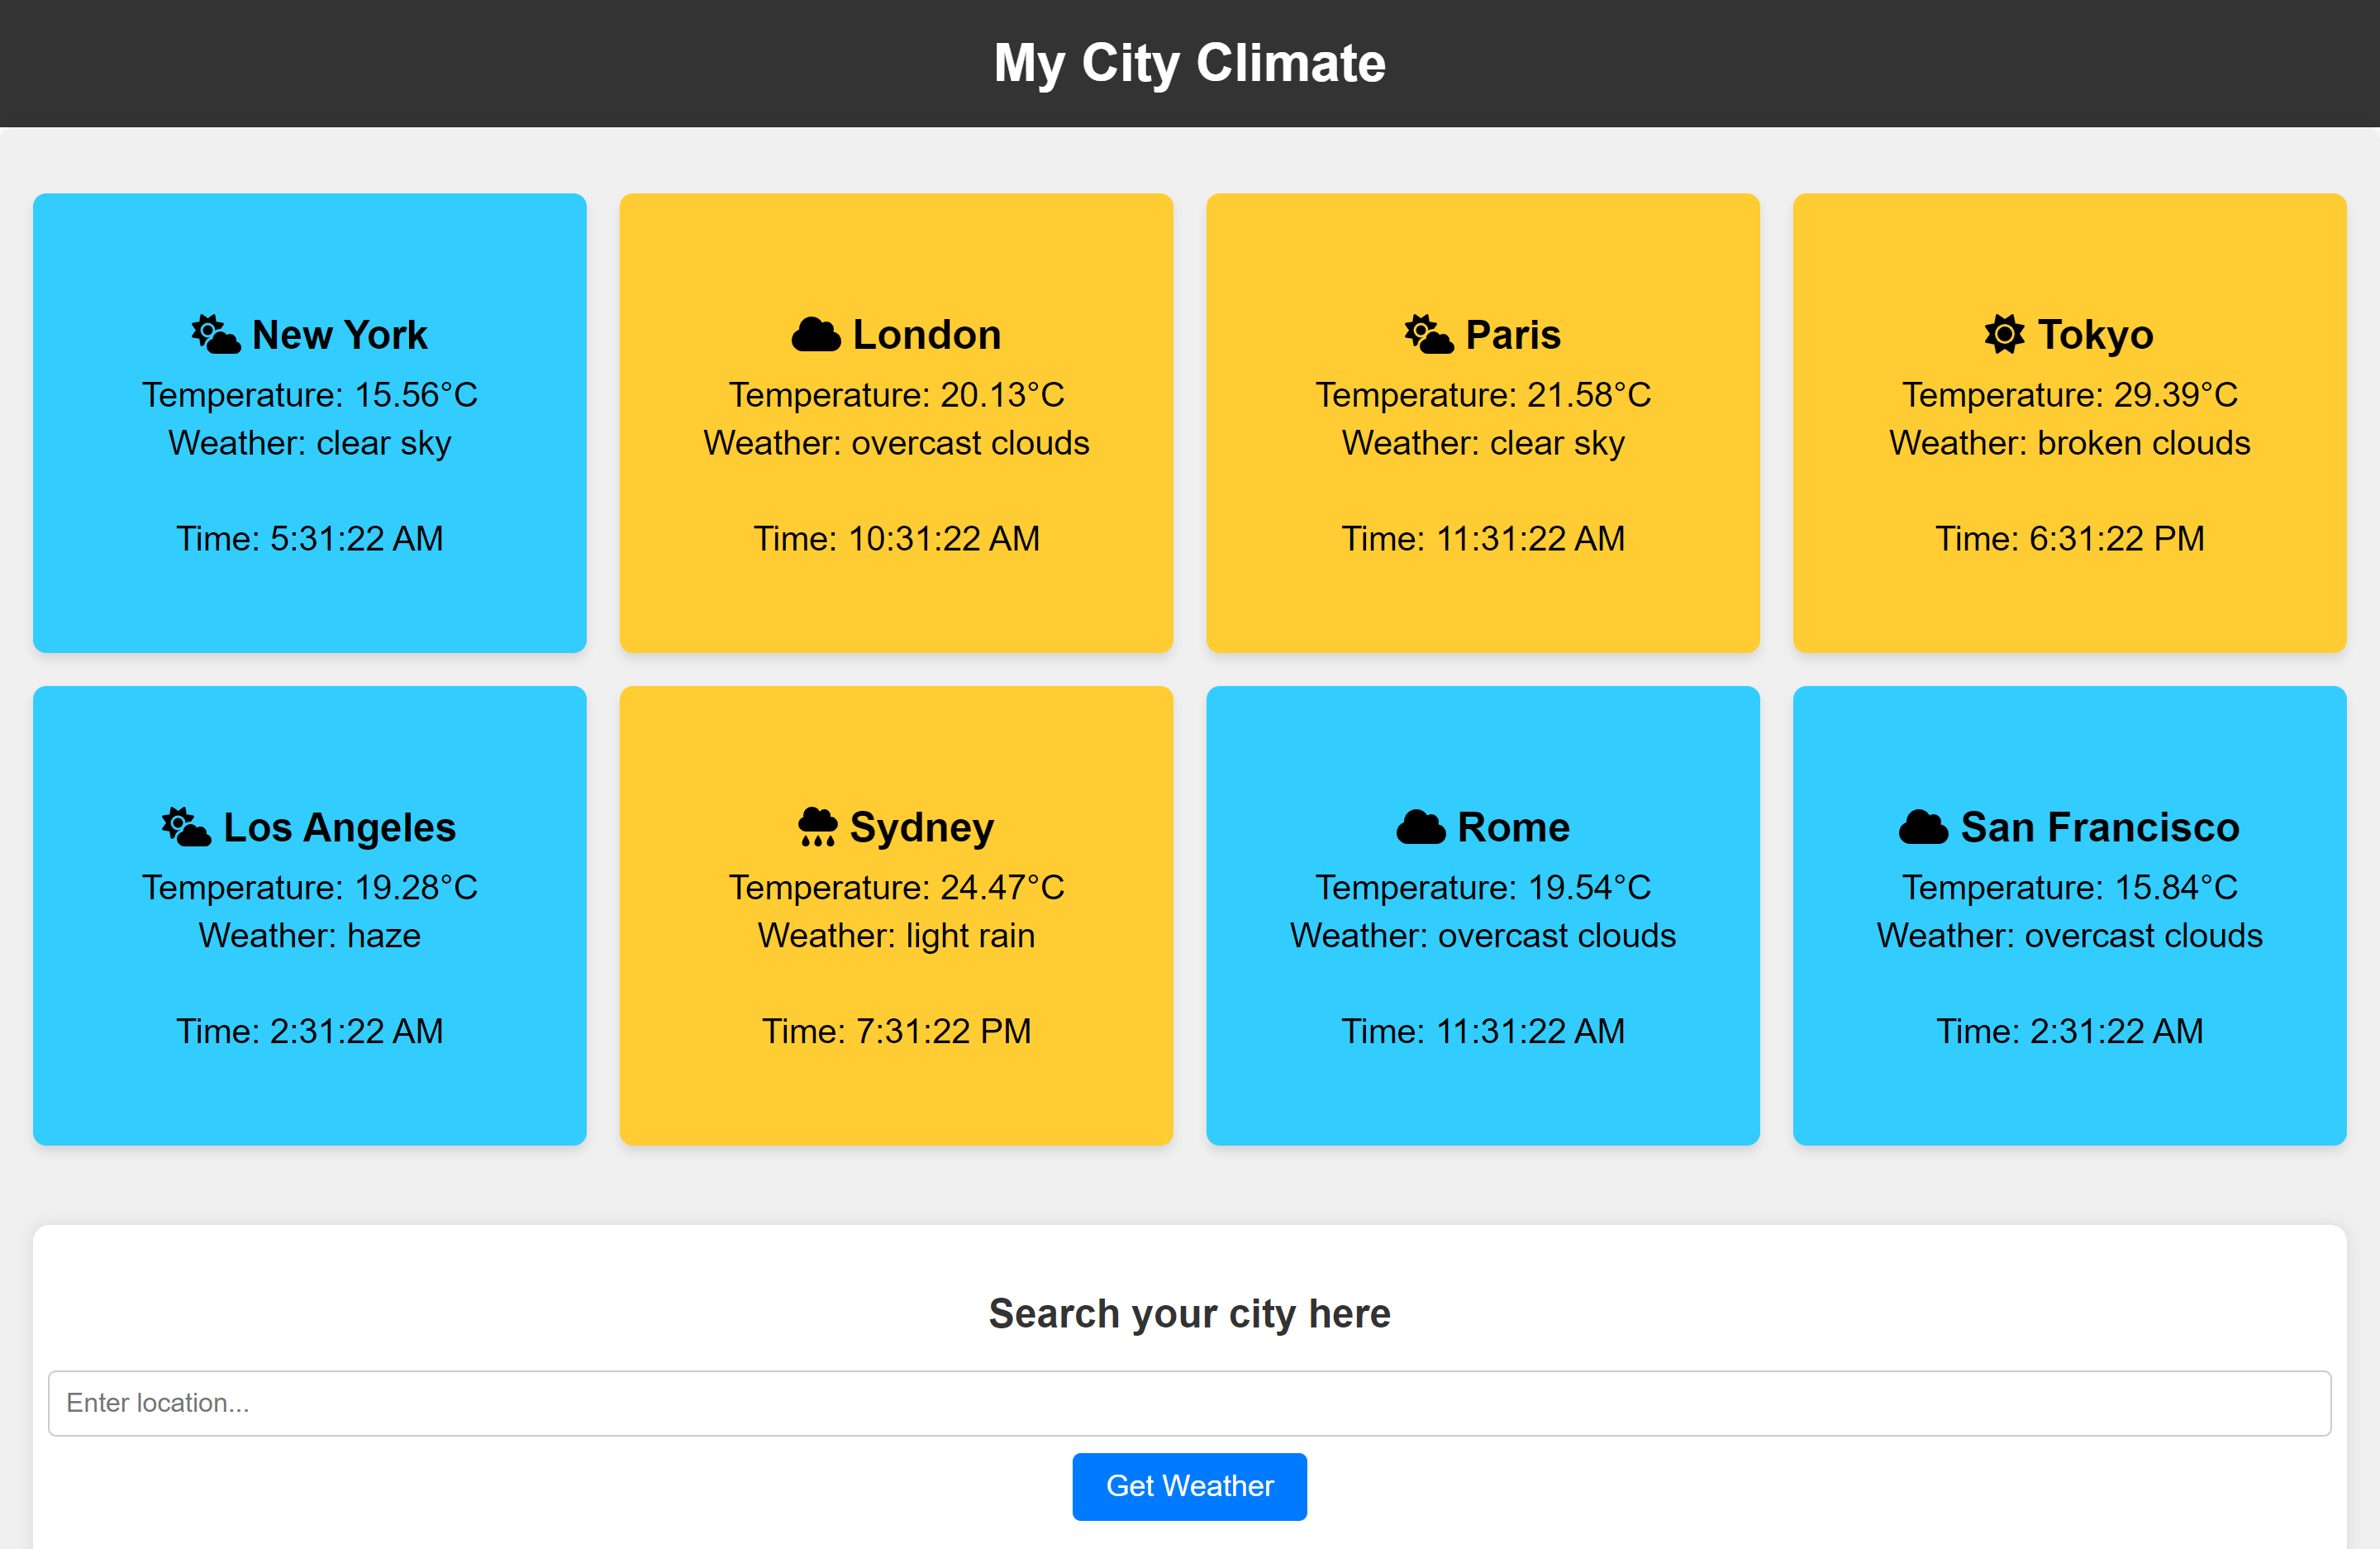 My City Climate
New York
Temperature: 15.56°C
Weather: clear sky
Time: 5:31:22 AM
London
Temperature: 20.13°C
Weather: overcast clouds
Time: 10:31:22 AM
Paris
Temperature: 21.58°C
Weather: clear sky
Time: 11:31:22 AM
Tokyo
Temperature: 29.39°C
Weather: broken clouds
Time: 6:31:22 PM
Los Angeles
Temperature: 19.28°C
Weather: haze
Time: 2:31:22 AM
Sydney
Temperature: 24.47°C
Weather: light rain
Time: 7:31:22 PM
Rome
Temperature: 19.54°C
Weather: overcast clouds
Time: 11:31:22 AM
San Francisco
Temperature: 15.84°C
Weather: overcast clouds
Time: 2:31:22 AM
Search your city here
Enter location...
Get Weather